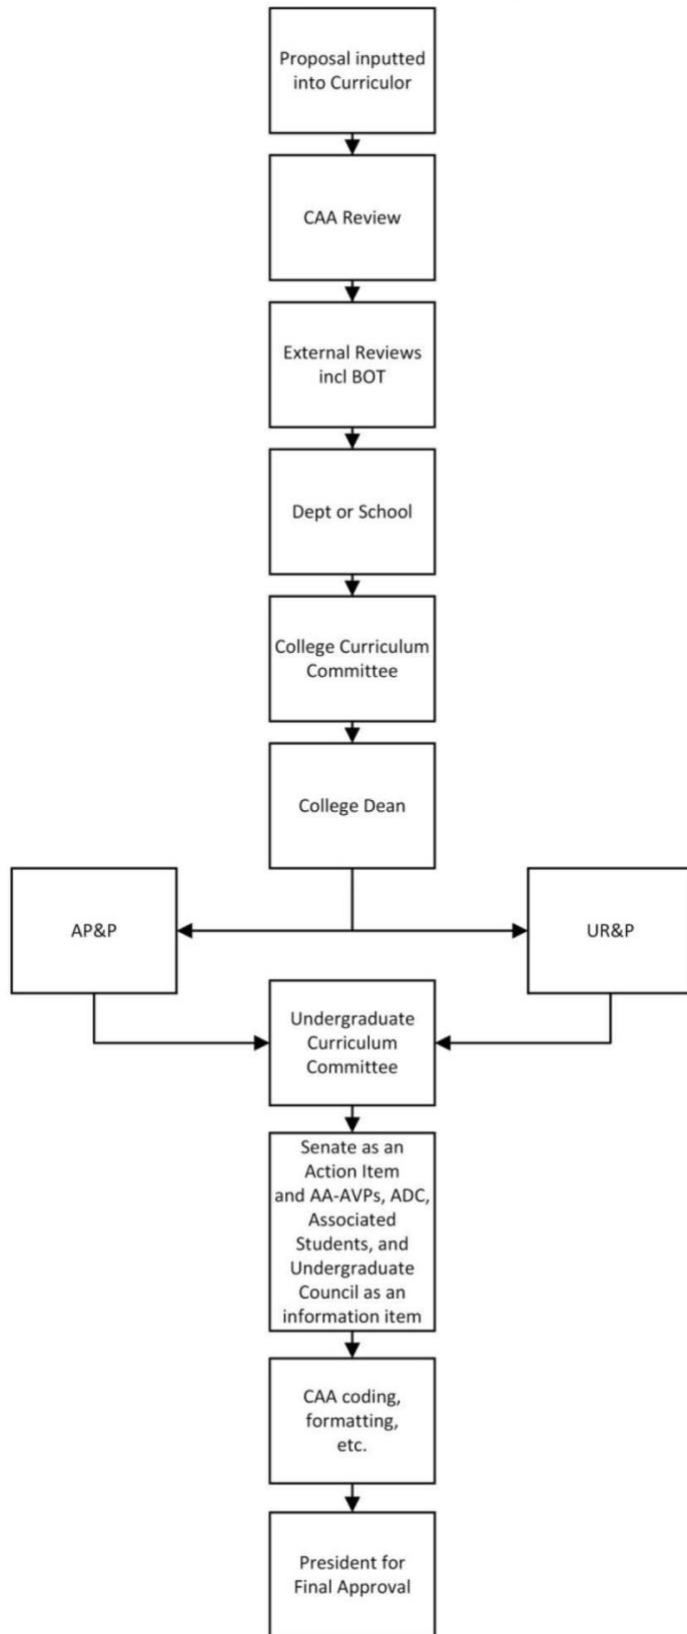 Proposal inputted
into Curriculor
CAA Review
External Reviews
incl BOT
Dept or School
College Curriculum
Committee
College Dean
AP&P
UR&P
Undergraduate
Curriculum
Committee
Senate as an
Action Item
and AA-AVPs, ADC,
Associated
Students, and
Undergraduate
Council as an
information item
CAA coding,
formatting,
etc.
President for
Final Approval